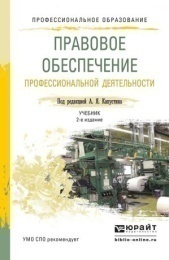 ПРОФЕССИОНАЛЬНОЕ ОБРАЗОВАНИЕ
ПРАВОВОЕ
ОБЕСПЕЧЕНИЕ
ПРОФЕССИОНАЛЬНОЙ ДЕЯТЕЛЬНОСТИ
Под редакцией А. Я. Капустина
УЧЕБНИК
2-е издание
УМО СПО рекомендует
юрайт
ИЗДАТЕЛЬСТВО
biblio-online.ru